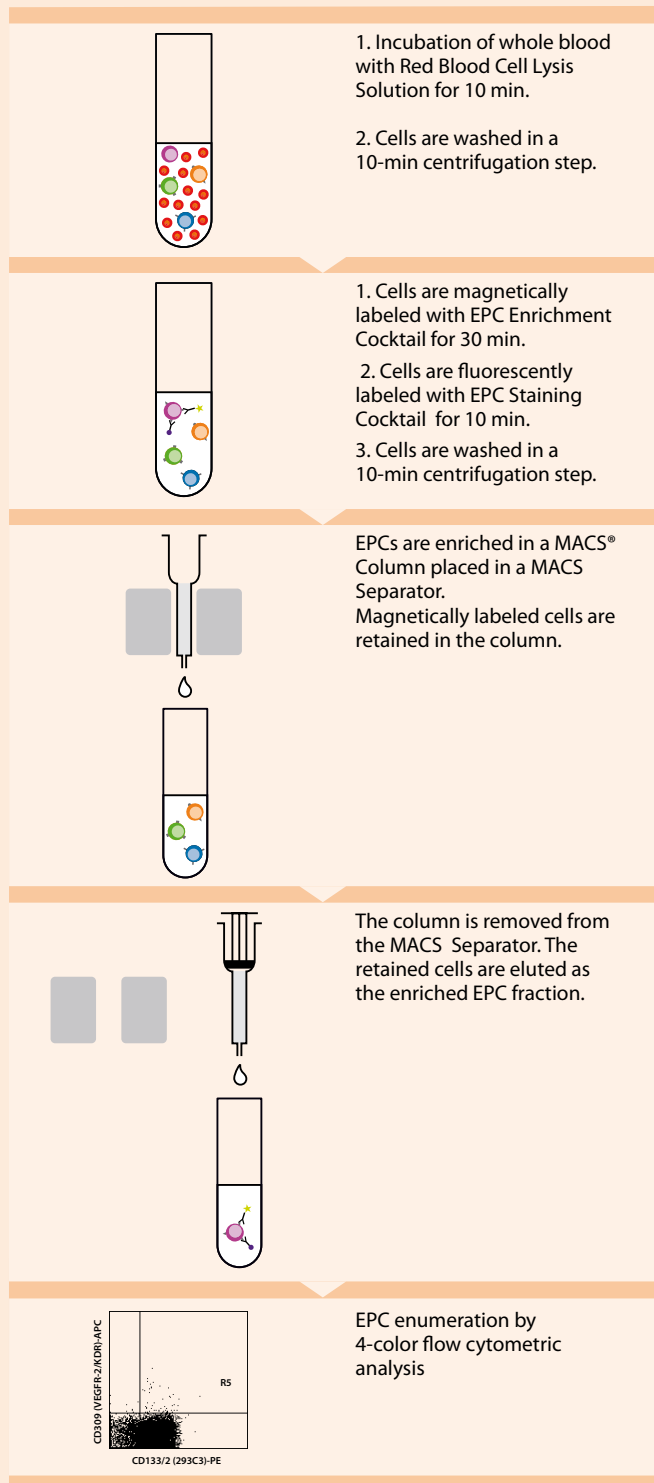 1. Incubation of whole blood
with Red Blood Cell Lysis
Solution for 10 min.
2. Cells are washed in a
10-min centrifugation step.
1. Cells are magnetically
labeled with EPC Enrichment
Cocktail for 30 min.
2. Cells are fluorescently
labeled with EPC Staining
Cocktail for 10 min.
3. Cells are washed in a
10-min centrifugation step.
EPCs are enriched in a MACS®
Column placed in a MACS
Separator.
Magnetically labeled cells are
retained in the column.
The column is removed from
the MACS Separator. The
retained cells are eluted as
the enriched EPC fraction.
CD309 (VEGFR-2/KDR)-APC
R5
CD133/2 (293C3)-PE
EPC enumeration by
4-color flow cytometric
analysis